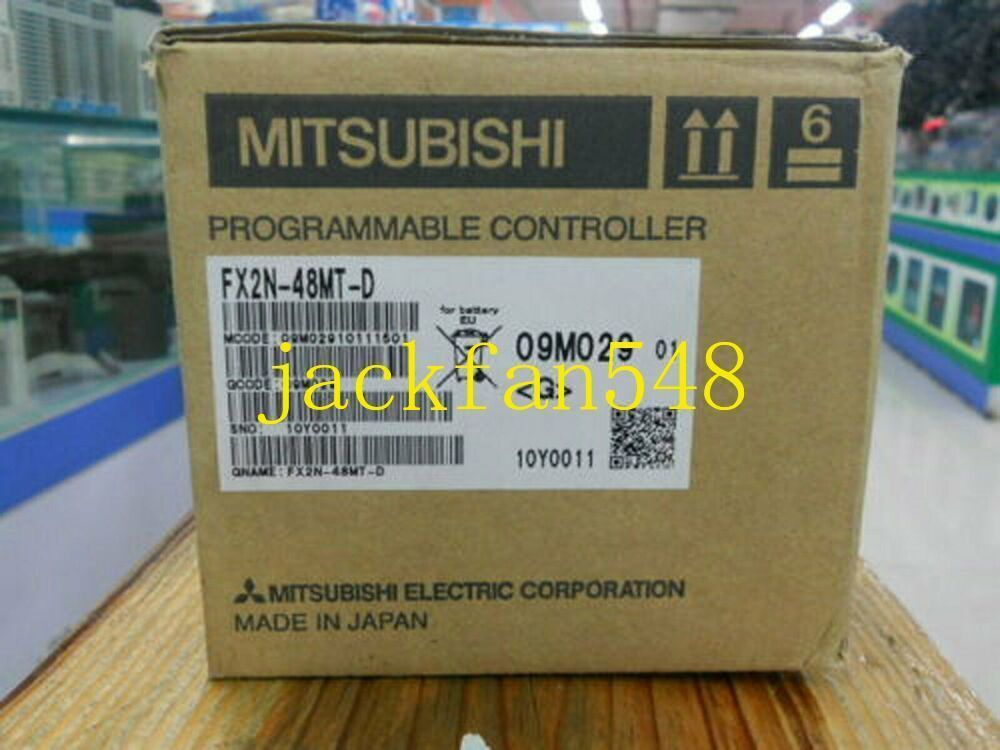 MITSUBISHI
6
PROGRAMMABLE CONTROLLER
FX2N-48MT-D
for battery
EU
MCODE: 09M02910111501
09M029 01
QCODE:
<G>
jackfan548
SNO: 10Y0011
10Y0011
QNAME: FX2N-48MT-D
MITSUBISHI ELECTRIC CORPORATION
MADE IN JAPAN